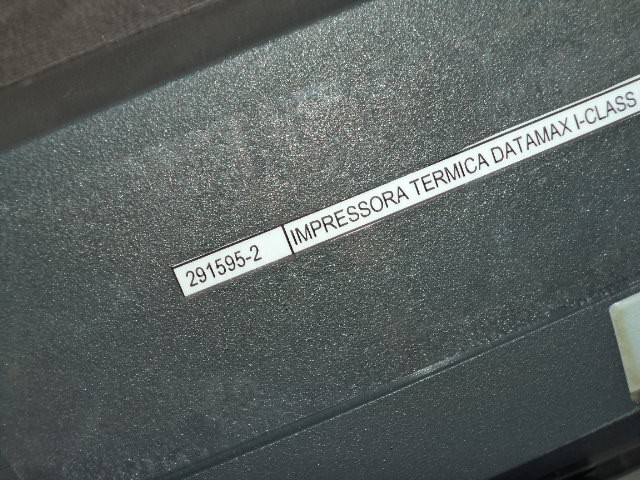 291595-2 IMPRESSORA TERMICA DATAMAX I-CLASS